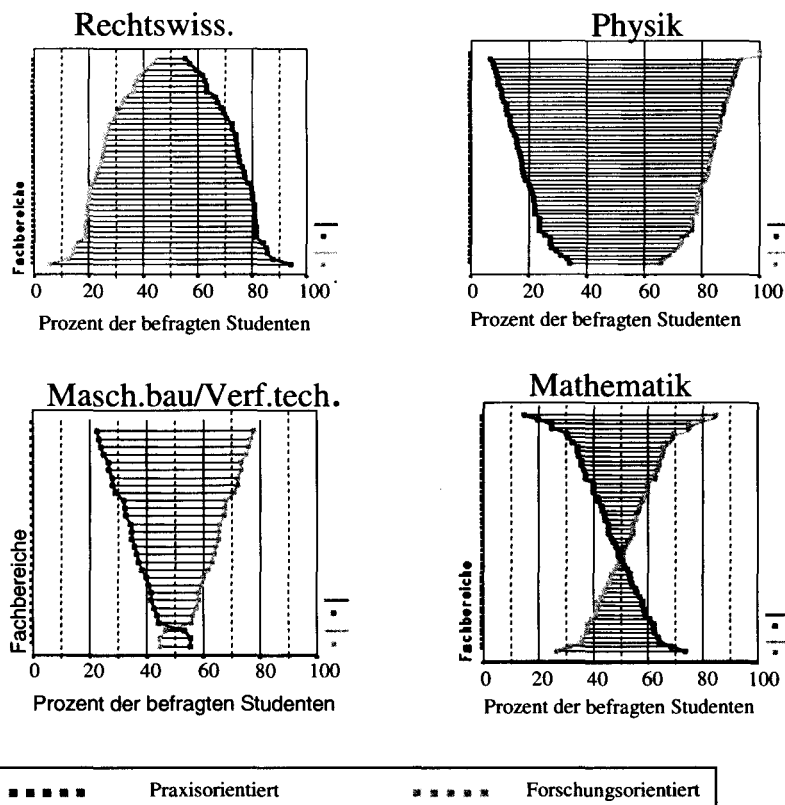 Rechtswiss.
Fachbereiche
0 20 40 60 80 100
Prozent der befragten Studenten
Physik
0 20 40 60 80 100
Prozent der befragten Studenten
Masch.bau/Verf.tech.
Fachbereiche
0 20 40 60 80 100
Prozent der befragten Studenten
Mathematik
Fachbereiche
0 20 40 60 80 100
Prozent der befragten Studenten
Praxisorientiert Forschungsorientiert